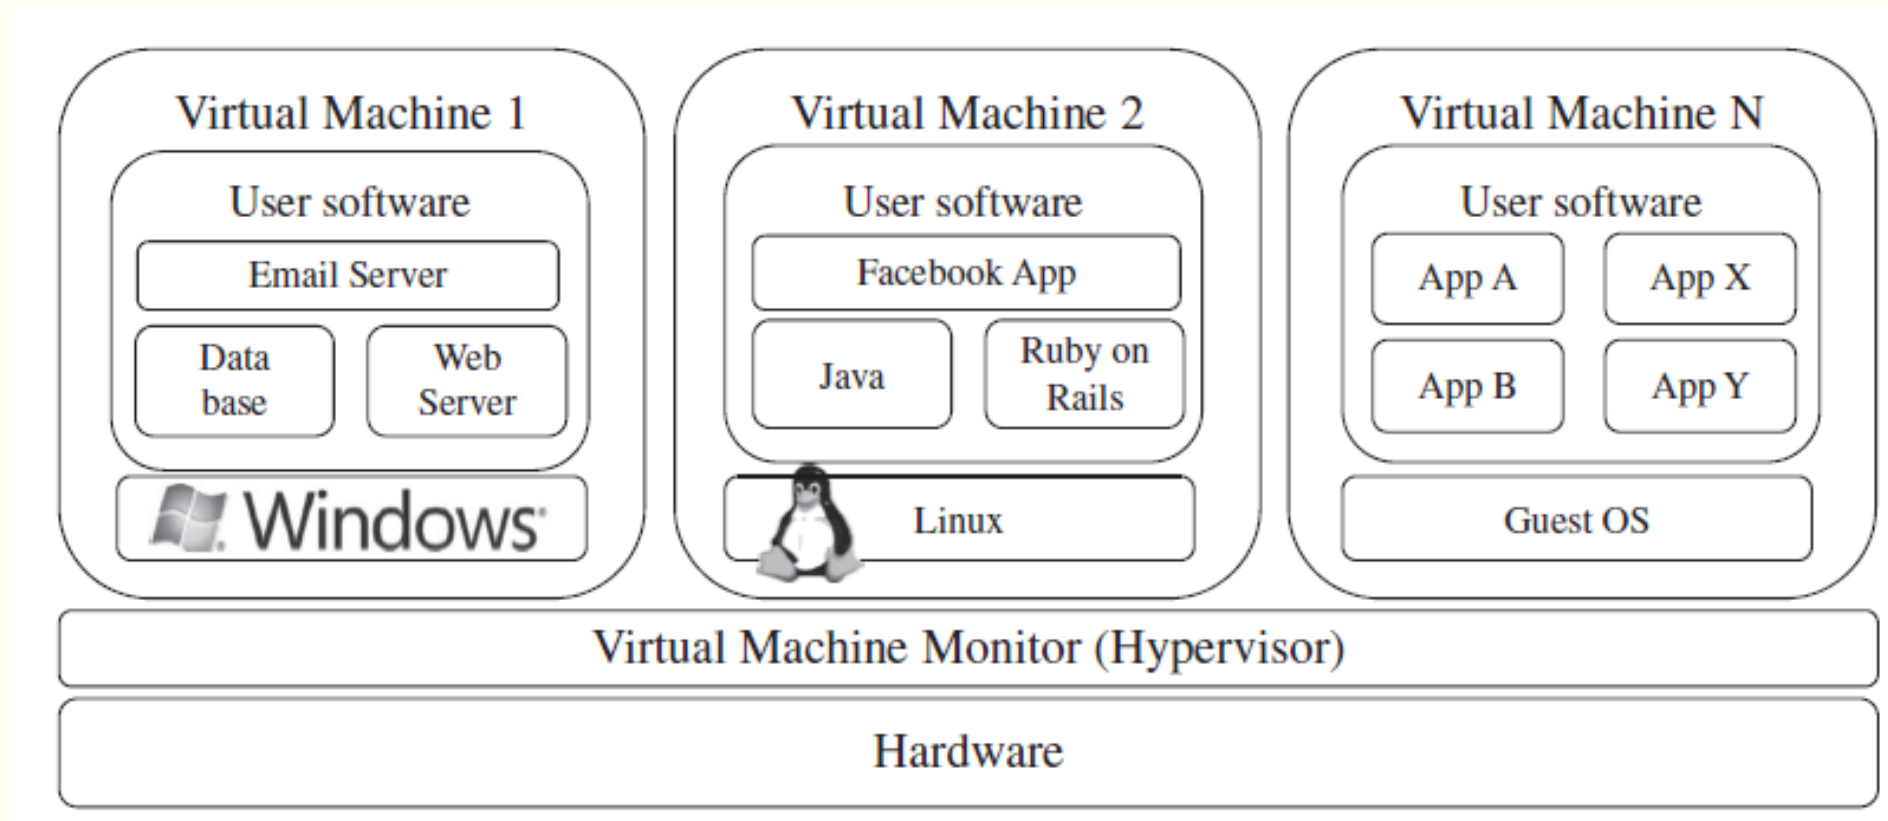 Virtual Machine 1
User software
Email Server
Data
base
Web
Server
Windows
Virtual Machine 2
User software
Facebook App
Java
Ruby on
Rails
Linux
Virtual Machine N
User software
App A
App X
App B
App Y
Guest OS
Virtual Machine Monitor (Hypervisor)
Hardware